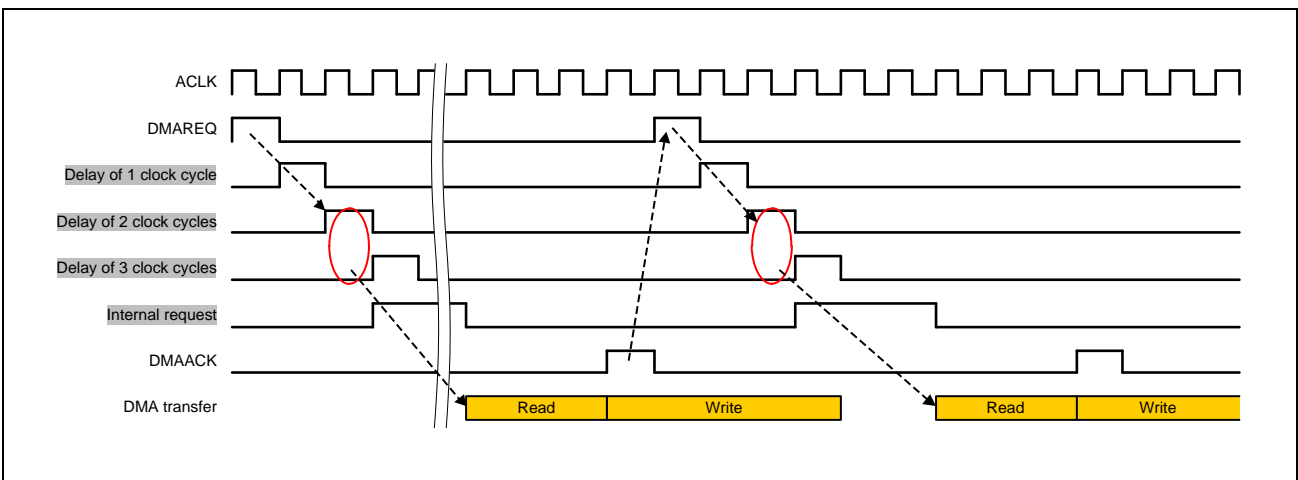 ACLK
DMAREQ
Delay of 1 clock cycle
Delay of 2 clock cycles
Delay of 3 clock cycles
Internal request
DMAACK
DMA transfer Read Write Read Write